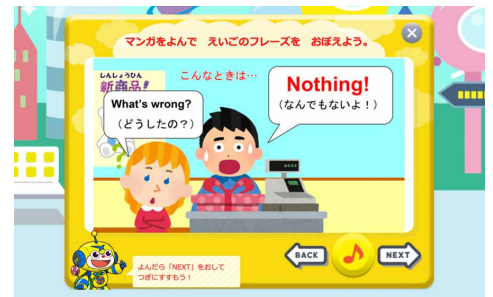 マンガをよんで えいごのフレーズを おぼえよう。
しんしょうひん
新商品!
こんなときは…
What's wrong?
（どうしたの？）
Nothing!
（なんでもないよ！）
よんだら「NEXT」をおして
つぎにすすもう！
BACK
NEXT